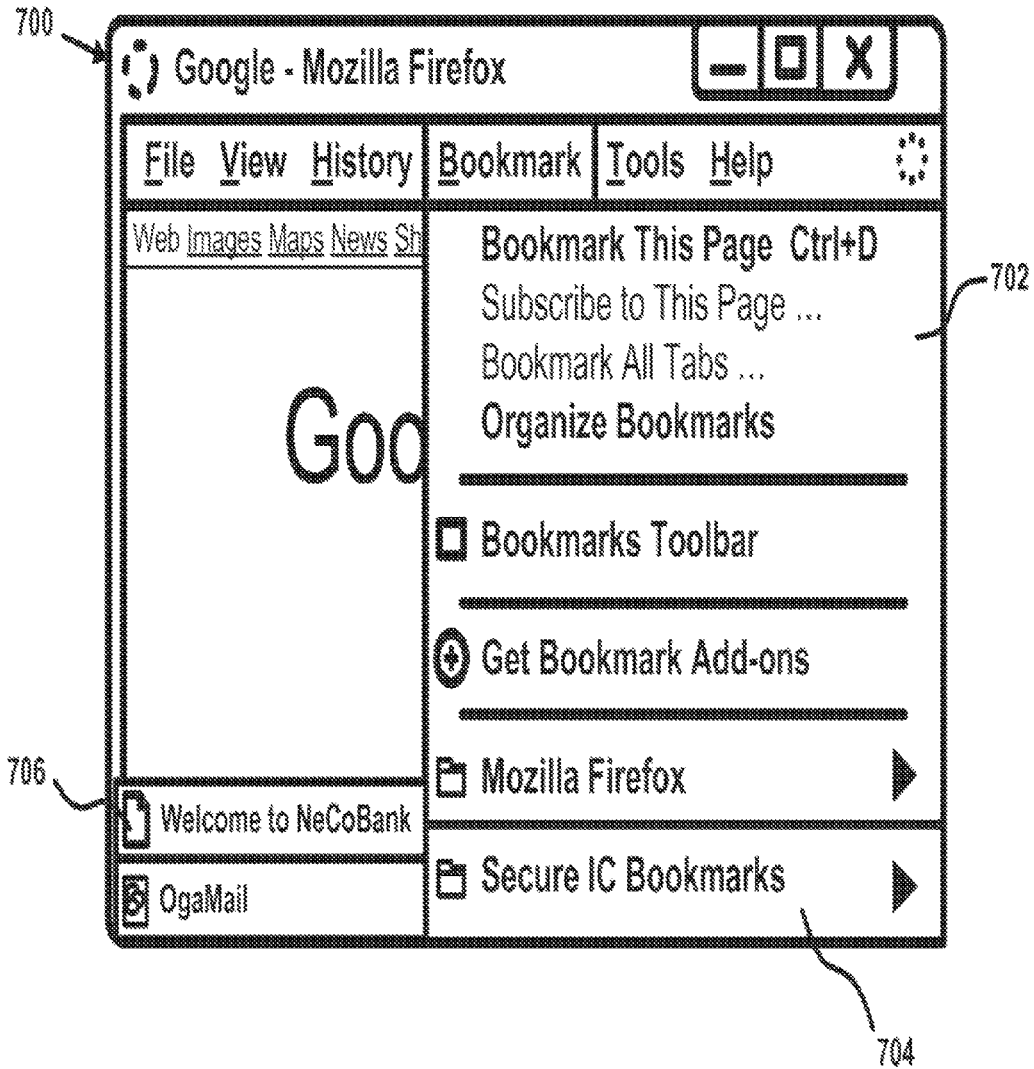 700
Google - Mozilla Firefox
File View History Bookmark Tools Help
Web Images Maps News Sh
Bookmark This Page Ctrl+D
702
Subscribe to This Page ...
Bookmark All Tabs ...
Goo
Organize Bookmarks
Bookmarks Toolbar
Get Bookmark Add-ons
706
Mozilla Firefox
Welcome to NeCoBank
Secure IC Bookmarks
OgaMail
704